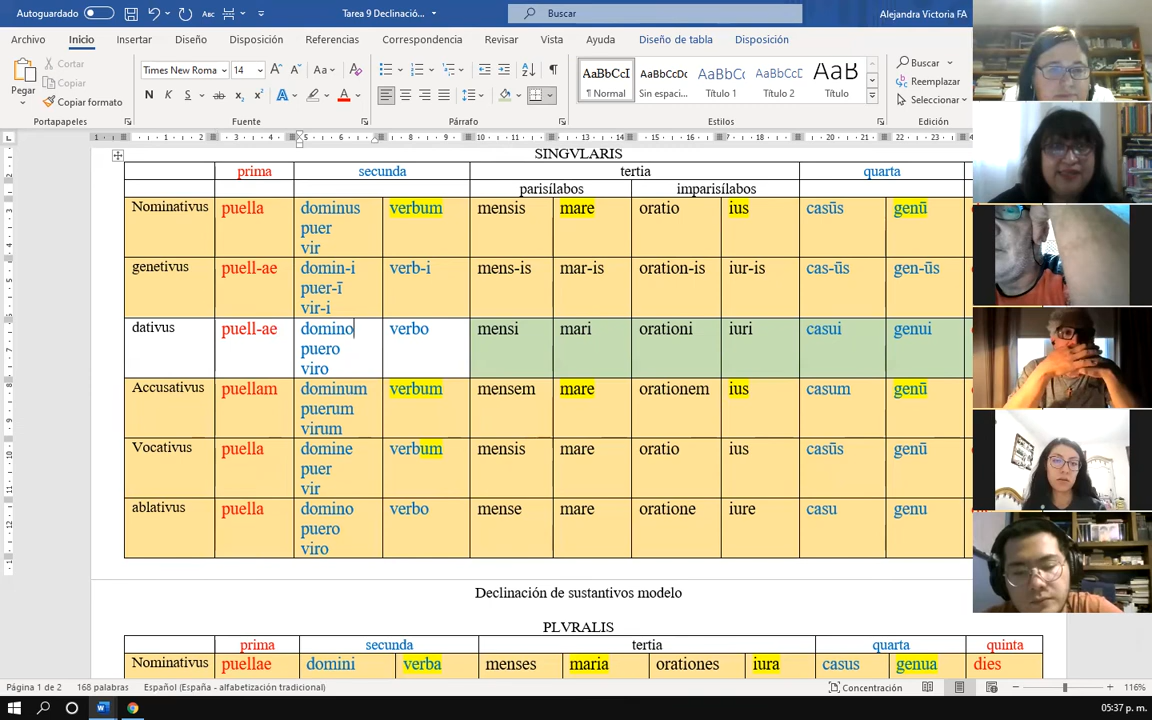 Autoguardado
Tarea 9 Declinació...
Buscar
Alejandra Victoria FA
Archivo Inicio Insertar Diseño Disposición Referencias Correspondencia Revisar Vista Ayuda Diseño de tabla Disposición
Pegar
Cortar
Copiar
Copiar formato
Times New Roma 14
N K S
AaBbCcI AaBbCcDc AaBbC AaBbCcD AaBb
¶ Normal Sin espaci... Título 1 Título 2 Título
Buscar
Reemplazar
Seleccionar
Portapapeles Fuente Párrafo Estilos Edición
SINGVLARIS
prima secunda tertia quarta
parisílabos imparisílabos
Nominativus puella dominus verbum mensis mare oratio ius casūs genū
puer
vir
genetivus puell-ae domin-i verb-i mens-is mar-is oration-is iur-is cas-ūs gen-ūs
puer-ī
vir-i
dativus puell-ae domino verbo mensi mari orationi iuri casui genui
puero
viro
Accusativus puellam dominum verbum mensem mare orationem ius casum genū
puerum
virum
Vocativus puella domine verbum mensis mare oratio ius casūs genū
puer
vir
ablativus puella domino verbo mense mare oratione iure casu genu
puero
viro
Declinación de sustantivos modelo
PLVRALIS
prima secunda tertia quarta quinta
Nominativus puellae domini verba menses maria orationes iura casus genua dies
Página 1 de 2 168 palabras Español (España - alfabetización tradicional) Concentración 116%
05:37 p. m.